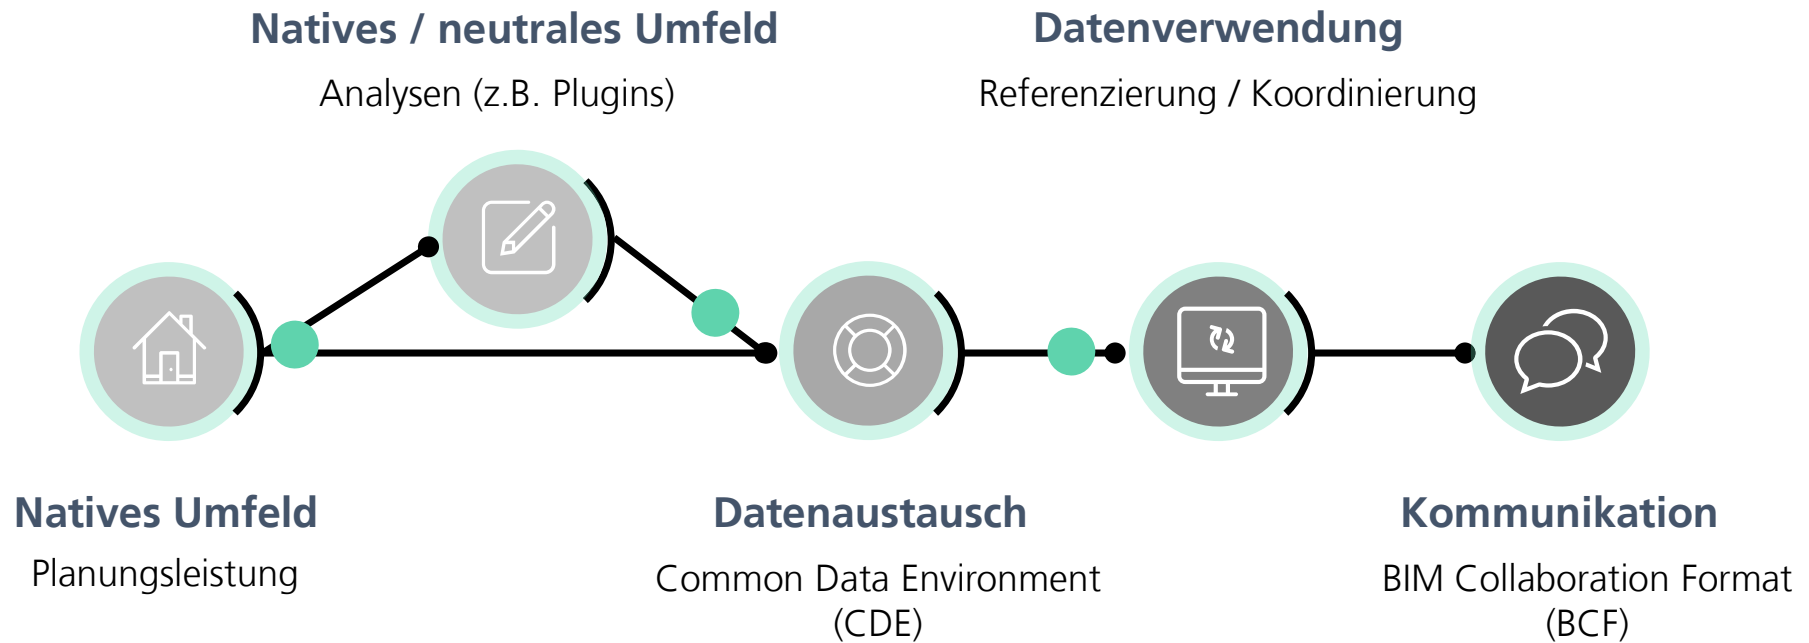 Natives / neutrales Umfeld
Analysen (z.B. Plugins)
Datenverwendung
Referenzierung / Koordinierung
Natives Umfeld
Planungsleistung
Datenaustausch
Common Data Environment
(CDE)
Kommunikation
BIM Collaboration Format
(BCF)